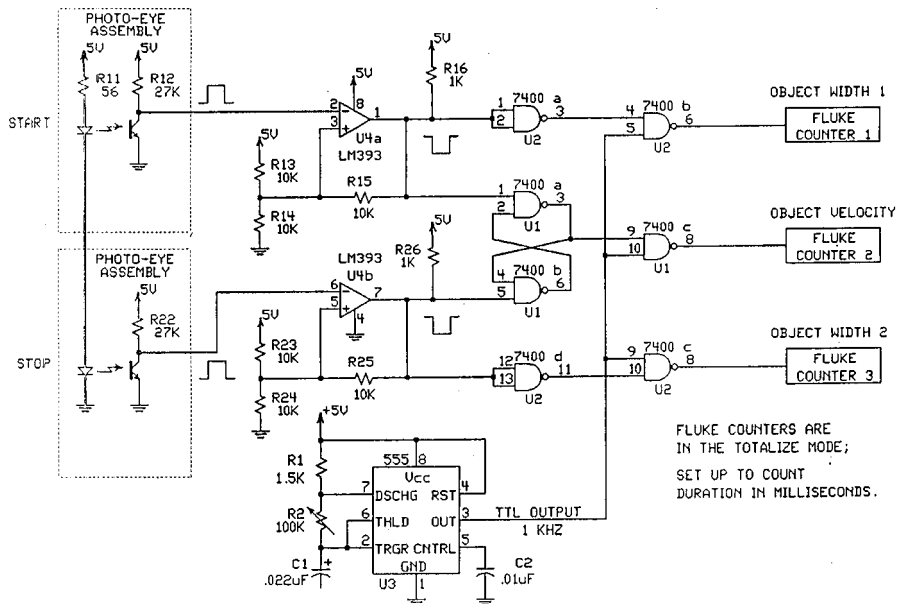 PHOTO-EYE
ASSEMBLY
5V
5V
R11
56
R12
27K
START
5V
R13
10K
R14
10K
5V
2
3
8
1
U4a
LM393
R15
10K
5V
R16
1K
1
2
7400
a
3
U2
4
5
7400
b
6
U2
OBJECT WIDTH 1
FLUKE
COUNTER 1
1
2
7400
a
3
U1
4
5
7400
b
6
U1
9
10
7400
c
8
U1
OBJECT VELOCITY
FLUKE
COUNTER 2
PHOTO-EYE
ASSEMBLY
5V
R22
27K
STOP
LM393
U4b
6
5
7
4
5V
R26
1K
5V
R23
10K
R24
10K
R25
10K
12
13
7400
d
11
U2
9
10
7400
c
8
U2
OBJECT WIDTH 2
FLUKE
COUNTER 3
+5V
R1
1.5K
R2
100K
C1
+
.022uF
555
8
Vcc
7
DSCHG
RST
4
6
THLD
OUT
3
2
TRGR
CNTRL
5
GND
U3
1
TTL OUTPUT
1 KHZ
C2
.01uF
FLUKE COUNTERS ARE
IN THE TOTALIZE MODE;
SET UP TO COUNT
DURATION IN MILLISECONDS.